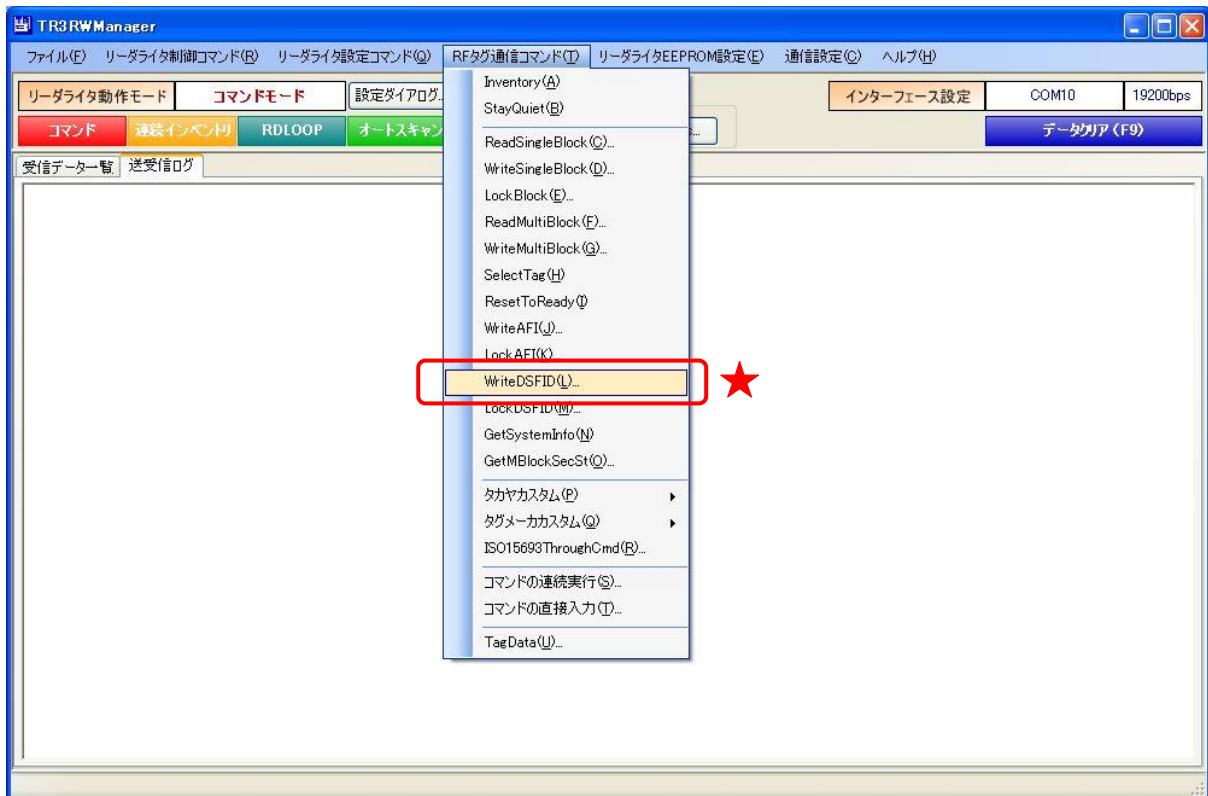 TR3RWManager
ファイル(F) リーダライタ制御コマンド(R) リーダライタ設定コマンド(Q) RFタグ通信コマンド(T) リーダライタEEPROM設定(E) 通信設定(C) ヘルプ(H)
リーダライタ動作モード コマンドモード 設定ダイアログ... インターフェース設定 COM10 19200bps
コマンド 連続インベントリ RDLOOP オートスキャン データクリア(F9)
受信データ一覧 送受信ログ
Inventory(A)
StayQuiet(B)
ReadSingleBlock(C)...
WriteSingleBlock(D)...
LockBlock(E)...
ReadMultiBlock(F)...
WriteMultiBlock(G)...
SelectTag(H)
ResetToReady(I)
WriteAFI(J)...
LockAFI(K)...
WriteDSFID(L)...
LockDSFID(M)...
GetSystemInfo(N)
GetMBlockSecSt(O)...
タカヤカスタム(P)
タグメーカカスタム(Q)
ISO15693ThroughCmd(R)...
コマンドの連続実行(S)...
コマンドの直接入力(T)...
TagData(U)...